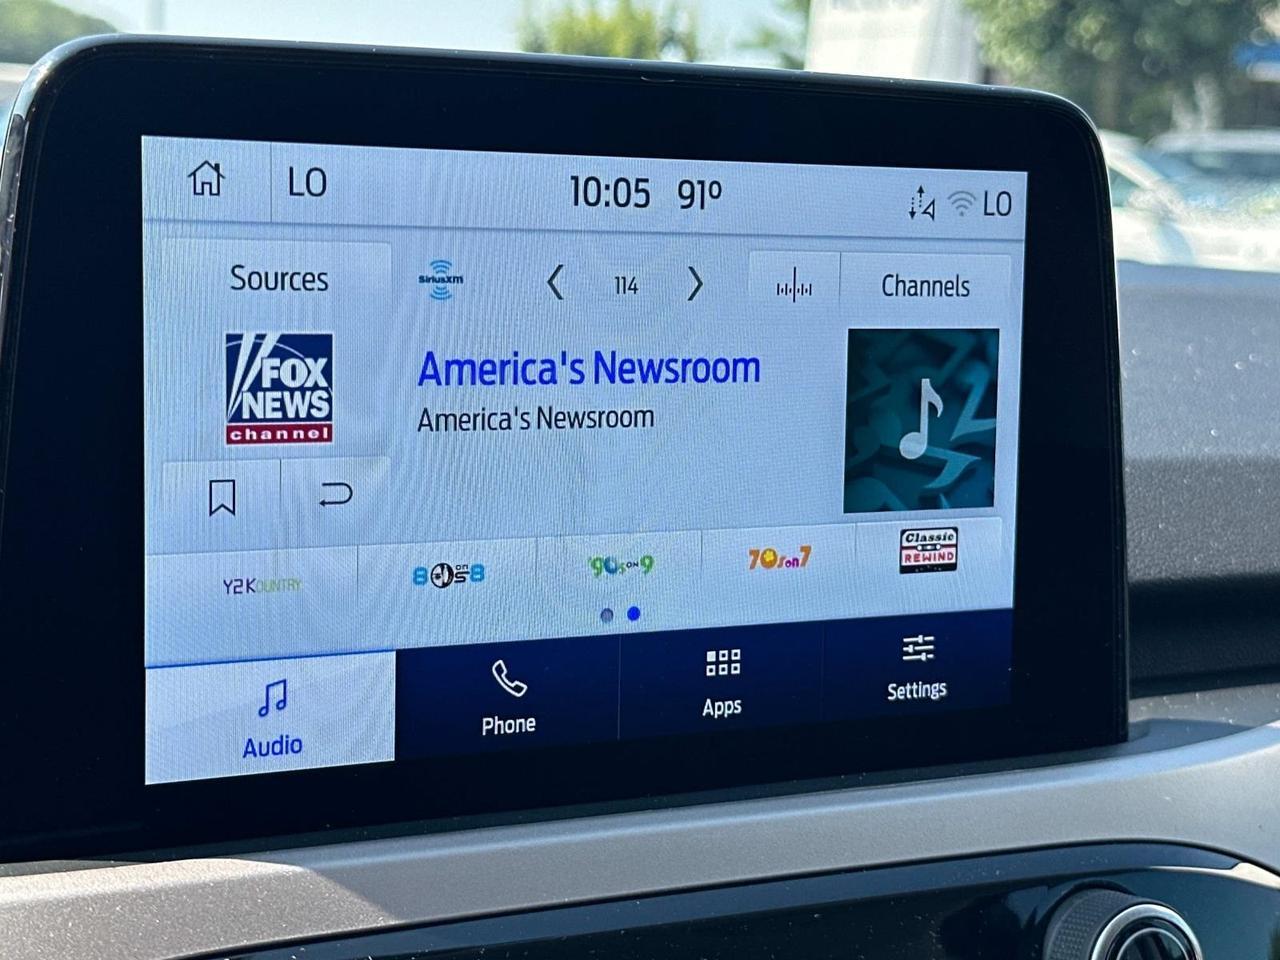 LO 10:05 91° LO
Sources SiriusXM 114 Channels
FOX
NEWS
channel
America's Newsroom
America's Newsroom
Y2KOUNTRY 80s on 8 '90s ON 9 70s on 7 Classic
REWIND
Audio Phone Apps Settings